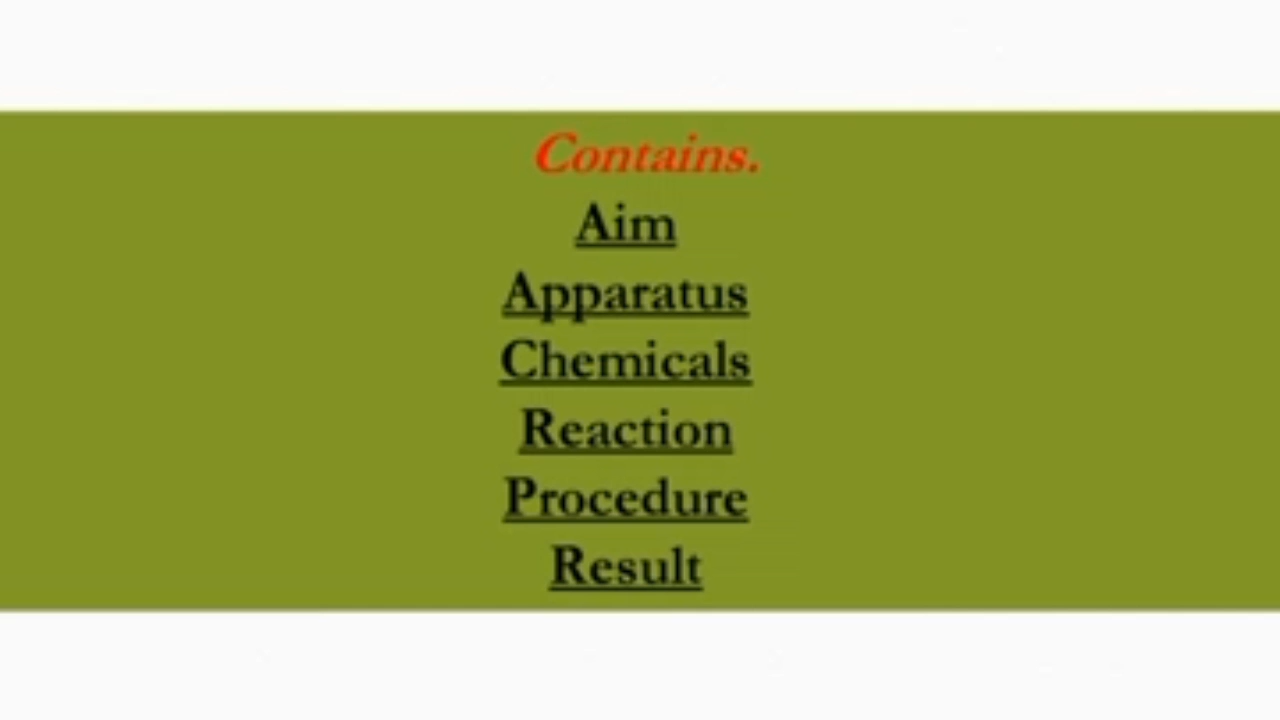 Contains.
Aim
Apparatus
Chemicals
Reaction
Procedure
Result